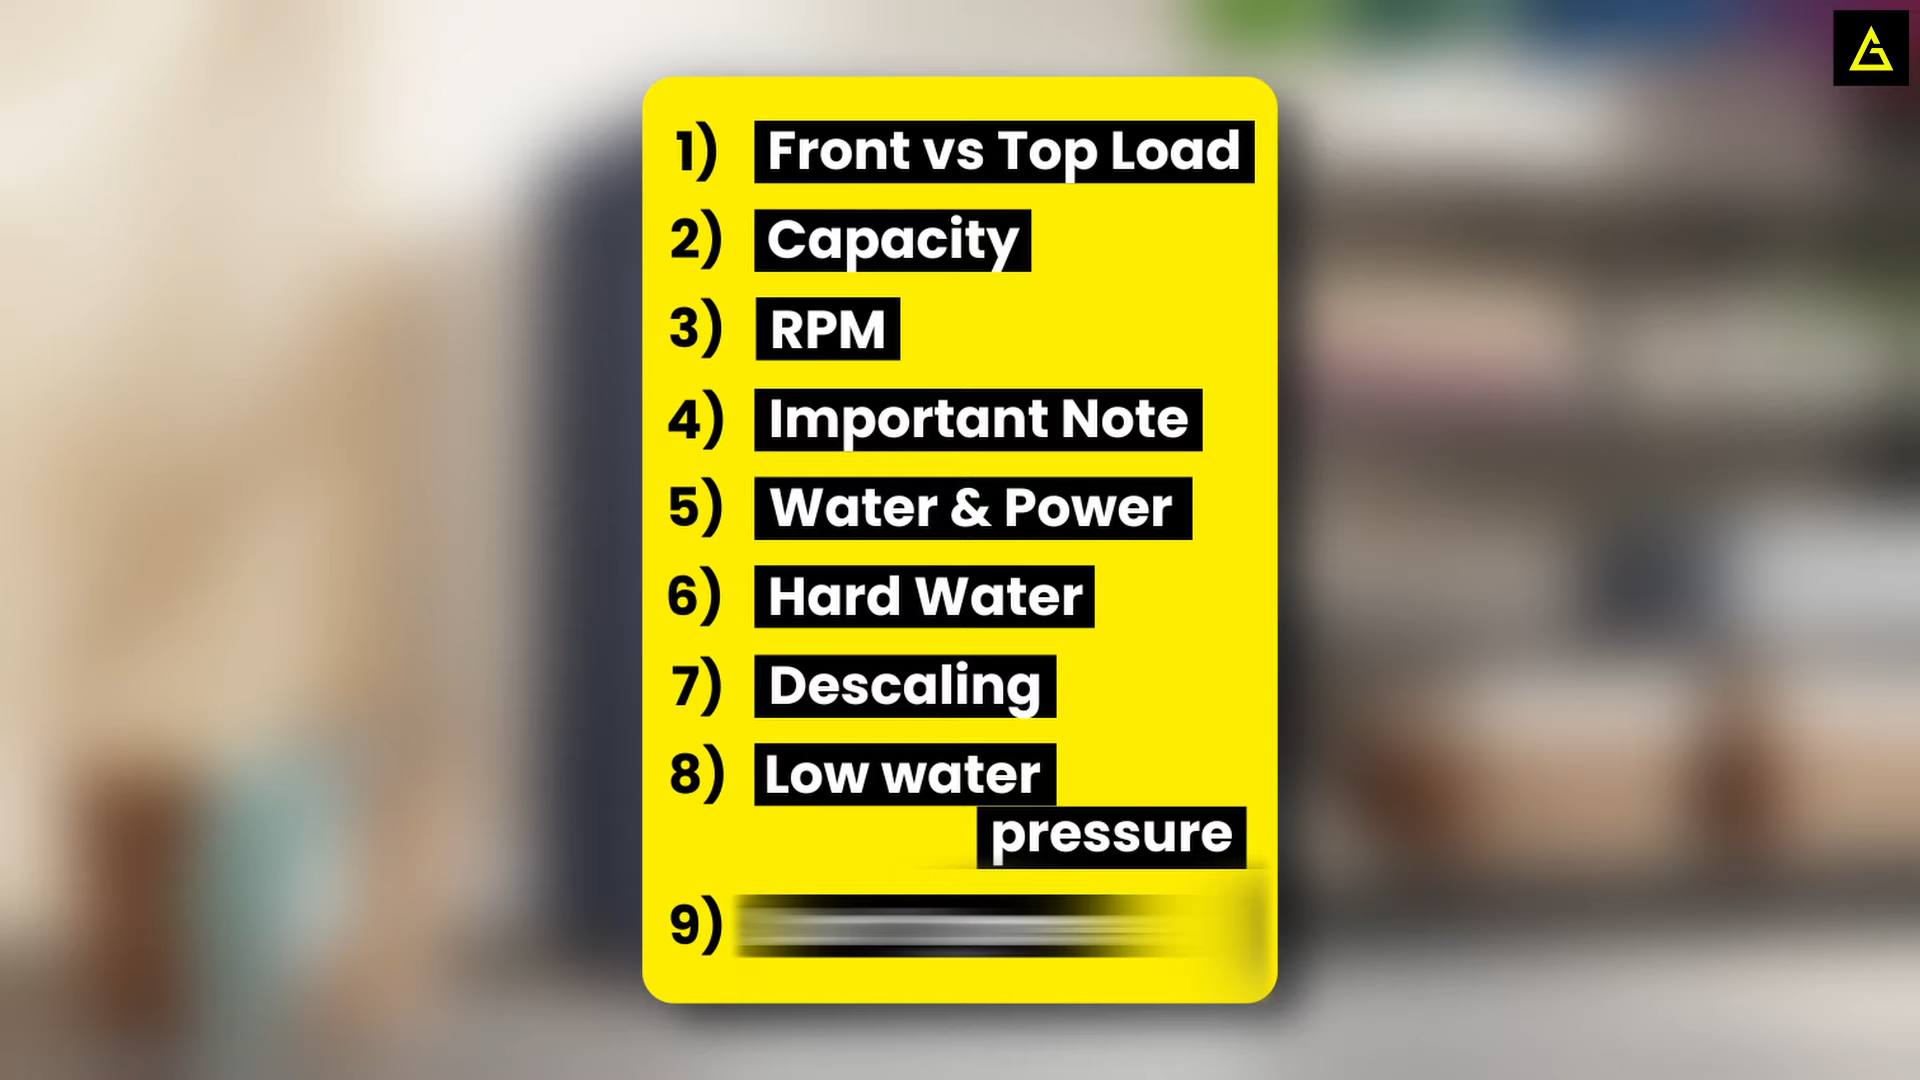 1) Front vs Top Load
2) Capacity
3) RPM
4) Important Note
5) Water & Power
6) Hard Water
7) Descaling
8) Low water
pressure
9)